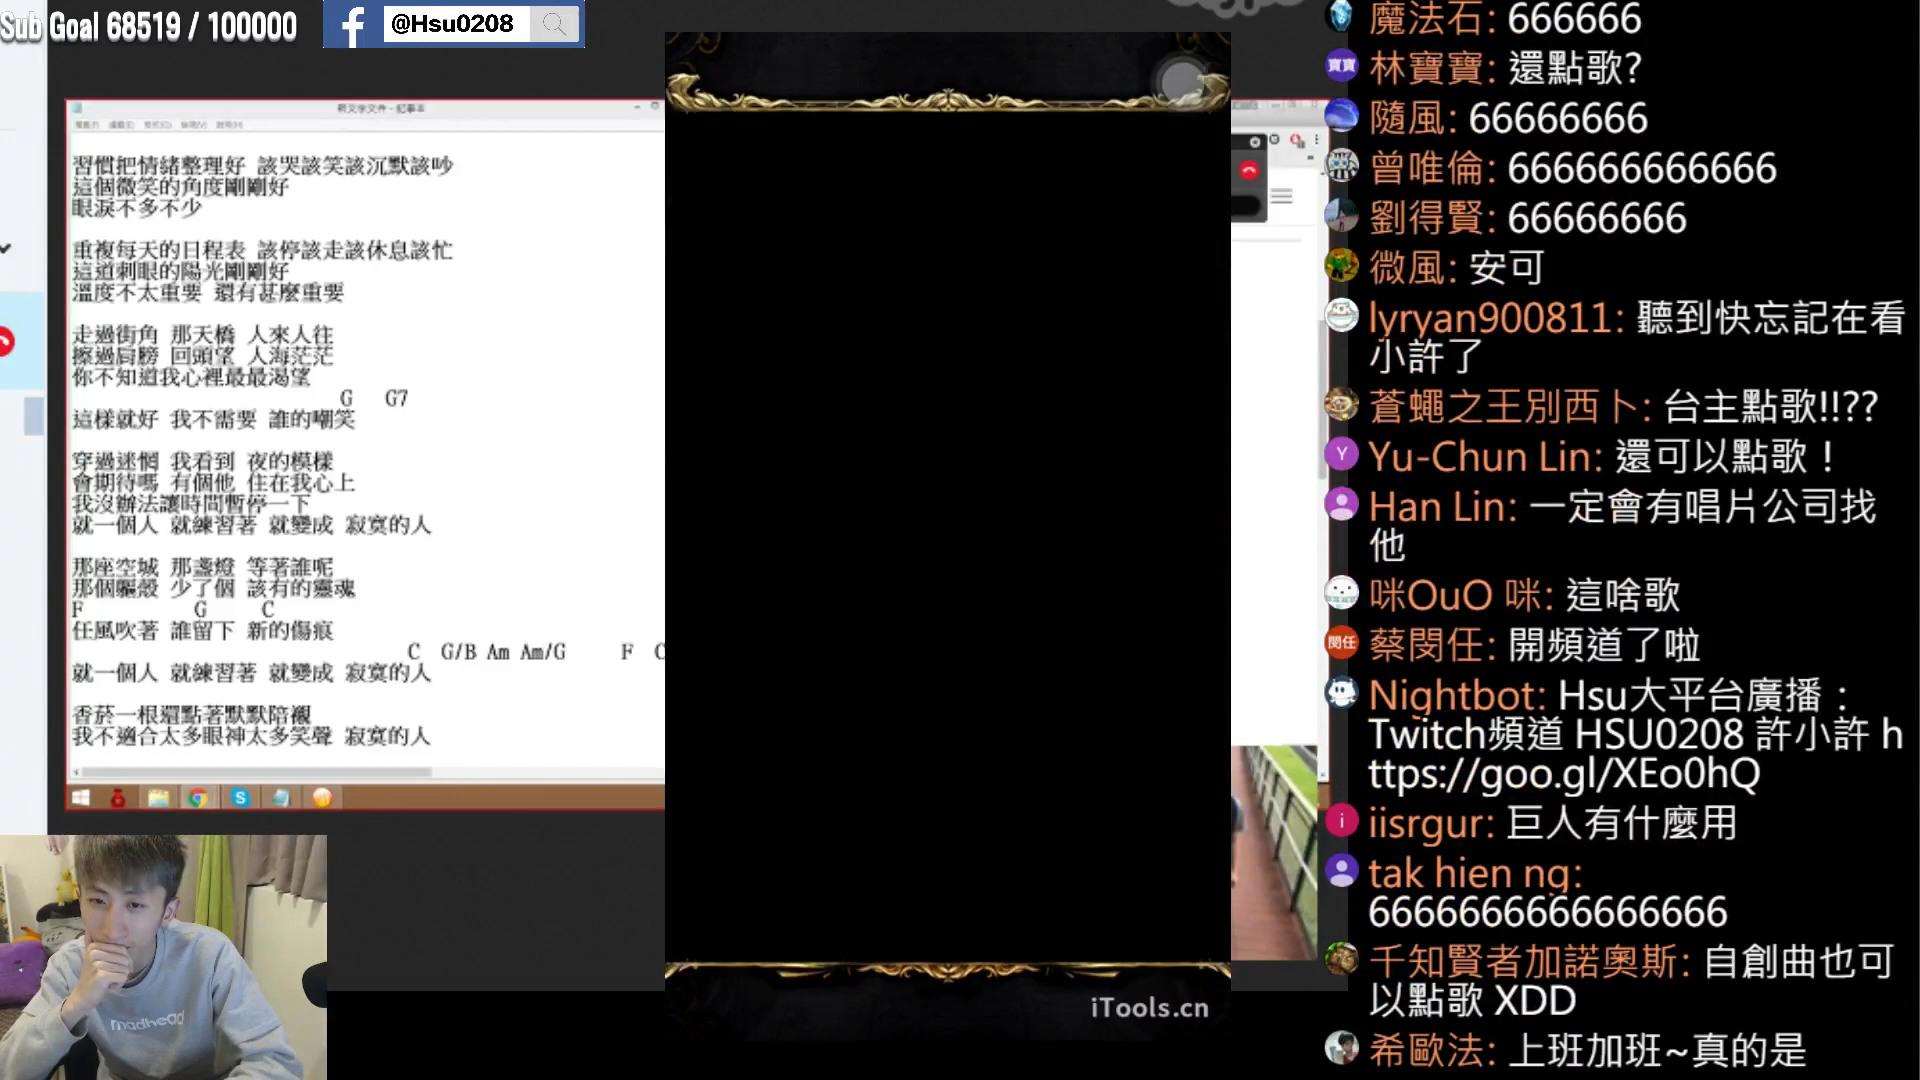 Sub Goal 68519 / 100000
@Hsu0208
新文字文件 - 記事本
習慣把情緒整理好 該哭該笑該沉默該吵
這個微笑的角度剛剛好
眼淚不多不少
重複每天的日程表 該停該走該休息該忙
這道刺眼的陽光剛剛好
溫度不太重要 還有甚麼重要
走過街角 那天橋 人來人往
擦過肩膀 回頭望 人海茫茫
你不知道我心裡最最渴望
G G7
這樣就好 我不需要 誰的嘲笑
穿過迷惘 我看到 夜的模樣
會期待嗎 有個他 住在我心上
我沒辦法讓時間暫停一下
就一個人 就練習著 就變成 寂寞的人
那座空城 那盞燈 等著誰呢
那個軀殼 少了個 該有的靈魂
F G C
任風吹著 誰留下 新的傷痕
C G/B Am Am/G F C
就一個人 就練習著 就變成 寂寞的人
香菸一根還點著默默陪襯
我不適合太多眼神太多笑聲 寂寞的人
madhead
iTools.cn
魔法石: 666666
寶寶
林寶寶: 還點歌?
隨風: 66666666
曾唯倫: 666666666666
劉得賢: 66666666
微風: 安可
lyryan900811: 聽到快忘記在看
小許了
蒼蠅之王別西卜: 台主點歌!!??
Y
Yu-Chun Lin: 還可以點歌！
Han Lin: 一定會有唱片公司找
他
咪OuO 咪: 這啥歌
閔任
蔡閔任: 開頻道了啦
Nightbot: Hsu大平台廣播：
Twitch頻道 HSU0208 許小許 h
ttps://goo.gl/XEo0hQ
i
iisrgur: 巨人有什麼用
tak hien ng:
6666666666666666
千知賢者加諾奧斯: 自創曲也可
以點歌 XDD
希歐法: 上班加班~真的是